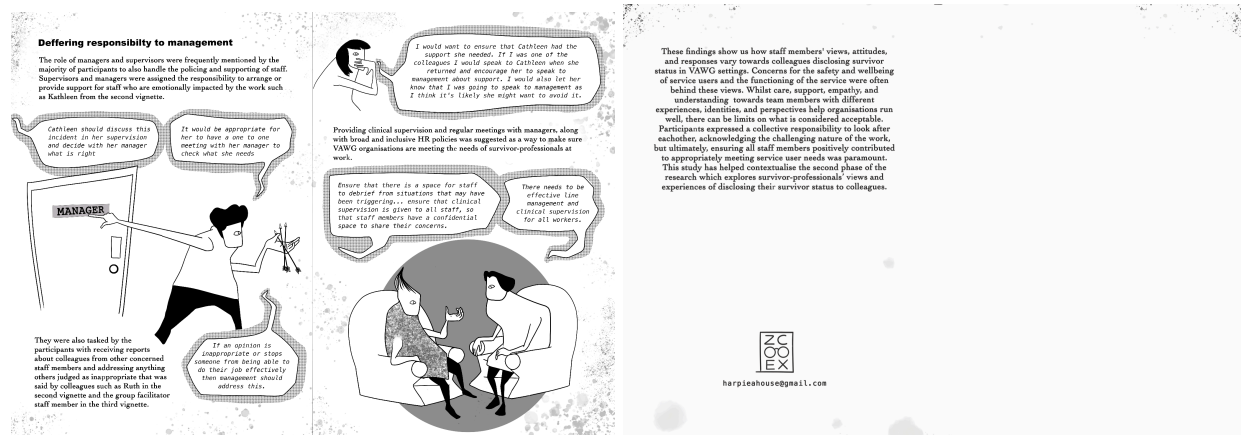 Deffering responsibilty to management
The role of managers and supervisors were frequently mentioned by the
majority of participants to also handle the policing and supporting of staff.
Supervisors and managers were assigned the responsibility to arrange or
provide support for staff who are emotionally impacted by the work such
as Kathleen from the second vignette.
Cathleen should discuss this
incident in her supervision
and decide with her manager
what is right
It would be appropriate for
her to have a one to one
meeting with her manager to
check what she needs
MANAGER
They were also tasked by the
participants with receiving reports
about colleagues from other concerned
staff members and addressing anything
others judged as inappropriate that was
said by colleagues such as Ruth in the
second vignette and the group facilitator
staff member in the third vignette.
If an opinion is
inappropriate or stops
someone from being able to
do their job effectively
then management should
address this.
I would want to ensure that Cathleen had the
support she needed. If I was one of the
colleagues I would speak to Cathleen when she
returned and encourage her to speak to
management about support. I would also let her
know that I was going to speak to management as
I think it's likely she might want to avoid it.
Providing clinical supervision and regular meetings with managers, along
with broad and inclusive HR policies was suggested as a way to make sure
VAWG organisations are meeting the needs of survivor-professionals at
work.
Ensure that there is a space for staff
to debrief from situations that may have
been triggering... ensure that clinical
supervision is given to all staff, so
that staff members have a confidential
space to share their concerns.
There needs to be
effective line
management and
clinical supervision
for all workers.
These findings show us how staff members' views, attitudes,
and responses vary towards colleagues disclosing survivor
status in VAWG settings. Concerns for the safety and wellbeing
of service users and the functioning of the service were often
behind these views. Whilst care, support, empathy, and
understanding towards team members with different
experiences, identities, and perspectives help organisations run
well, there can be limits on what is considered acceptable.
Participants expressed a collective responsibility to look after
eachother, acknowledging the challenging nature of the work,
but ultimately, ensuring all staff members positively contributed
to appropriately meeting service user needs was paramount.
This study has helped contextualise the second phase of the
research which explores survivor-professionals' views and
experiences of disclosing their survivor status to colleagues.
ZC
OO
EX
harpieahouse@gmail.com